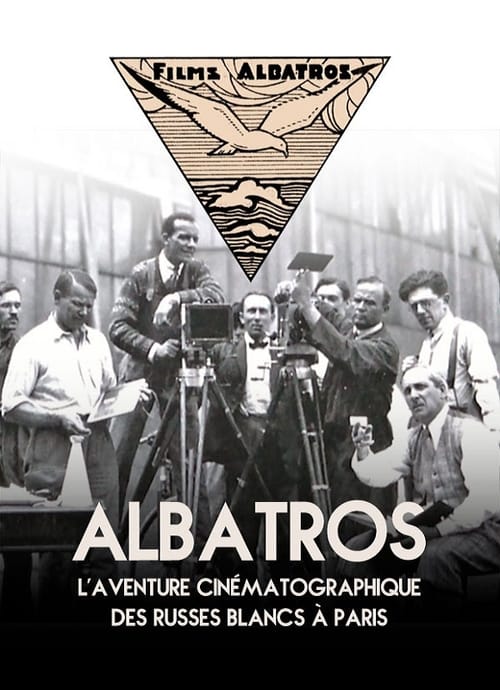 FILMS ALBATROS
ALBATROS
L'AVENTURE CINÉMATOGRAPHIQUE
DES RUSSES BLANCS À PARIS